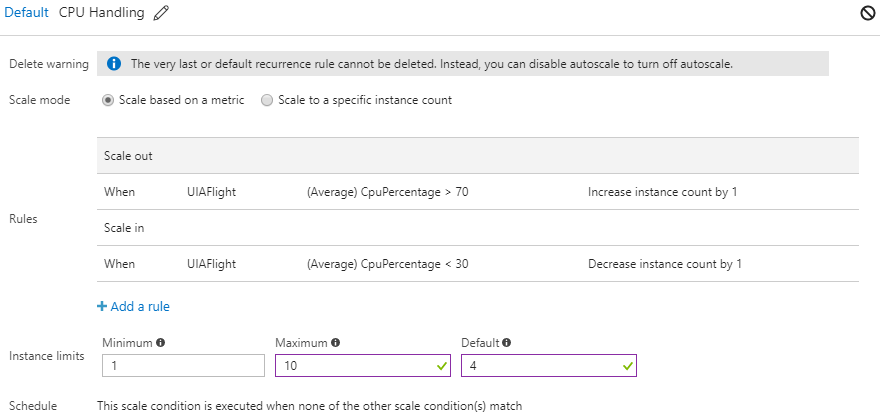 Default CPU Handling
Delete warning The very last or default recurrence rule cannot be deleted. Instead, you can disable autoscale to turn off autoscale.
Scale mode Scale based on a metric Scale to a specific instance count
Scale out
When UIAFlight (Average) CpuPercentage > 70 Increase instance count by 1
Rules
Scale in
When UIAFlight (Average) CpuPercentage < 30 Decrease instance count by 1
+ Add a rule
Minimum Maximum Default
Instance limits 1 10 4
Schedule This scale condition is executed when none of the other scale condition(s) match